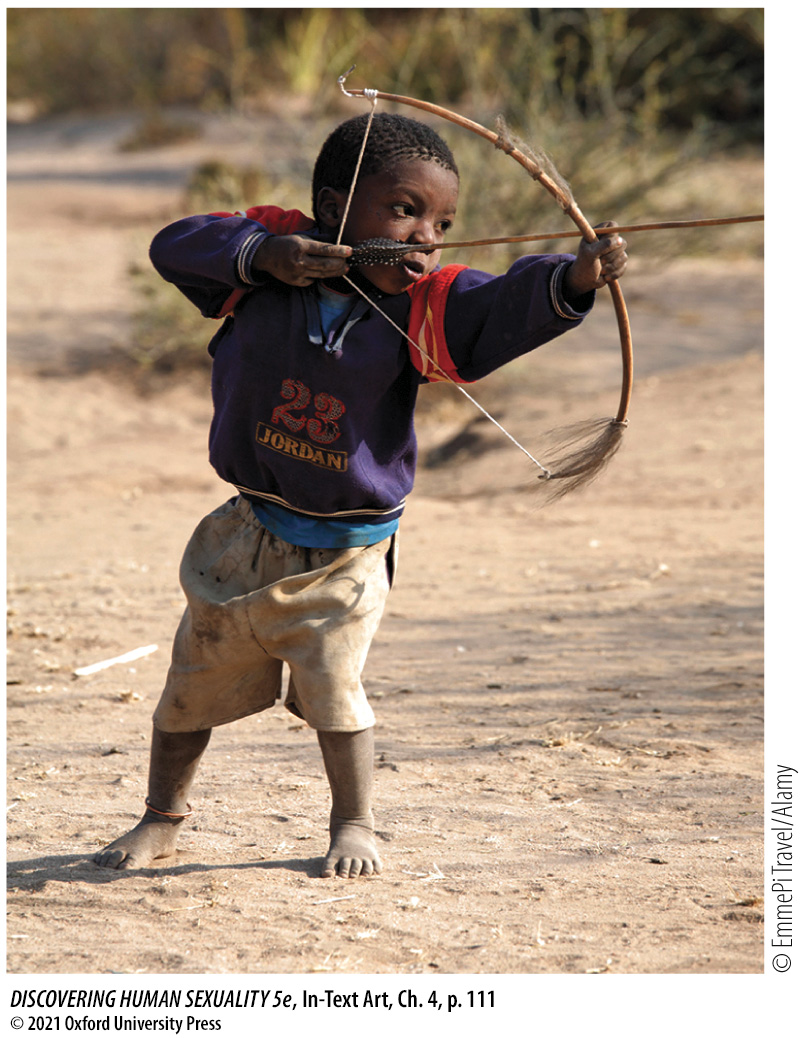 23
JORDAN
© EmmePi Travel/Alamy
DISCOVERING HUMAN SEXUALITY 5e, In-Text Art, Ch. 4, p. 111
© 2021 Oxford University Press